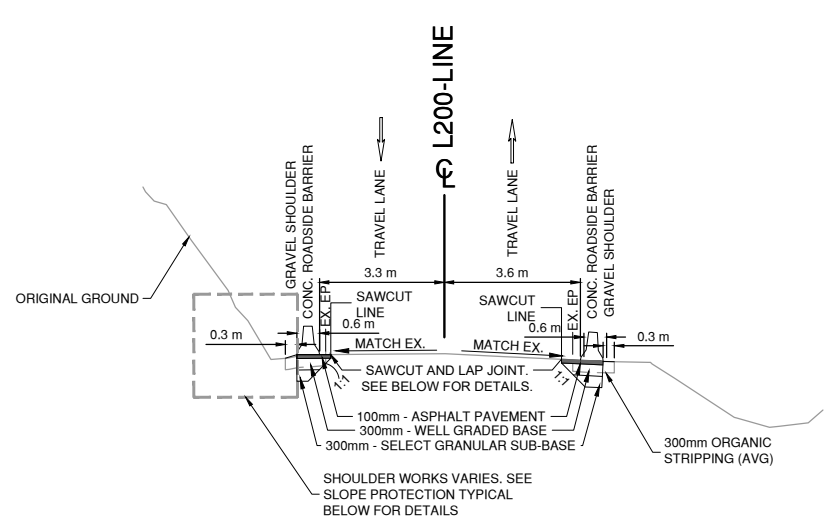 ℄ L200-LINE
TRAVEL LANE
TRAVEL LANE
GRAVEL SHOULDER
CONC. ROADSIDE BARRIER
CONC. ROADSIDE BARRIER
GRAVEL SHOULDER
3.3 m
3.6 m
ORIGINAL GROUND
EX. EP
SAWCUT
LINE
SAWCUT
LINE
EX. EP
0.3 m
0.6 m
0.6 m
0.3 m
MATCH EX.
MATCH EX.
1:1
SAWCUT AND LAP JOINT.
SEE BELOW FOR DETAILS.
1:1
100mm - ASPHALT PAVEMENT
300mm - WELL GRADED BASE
300mm - SELECT GRANULAR SUB-BASE
300mm ORGANIC
STRIPPING (AVG)
SHOULDER WORKS VARIES. SEE
SLOPE PROTECTION TYPICAL
BELOW FOR DETAILS